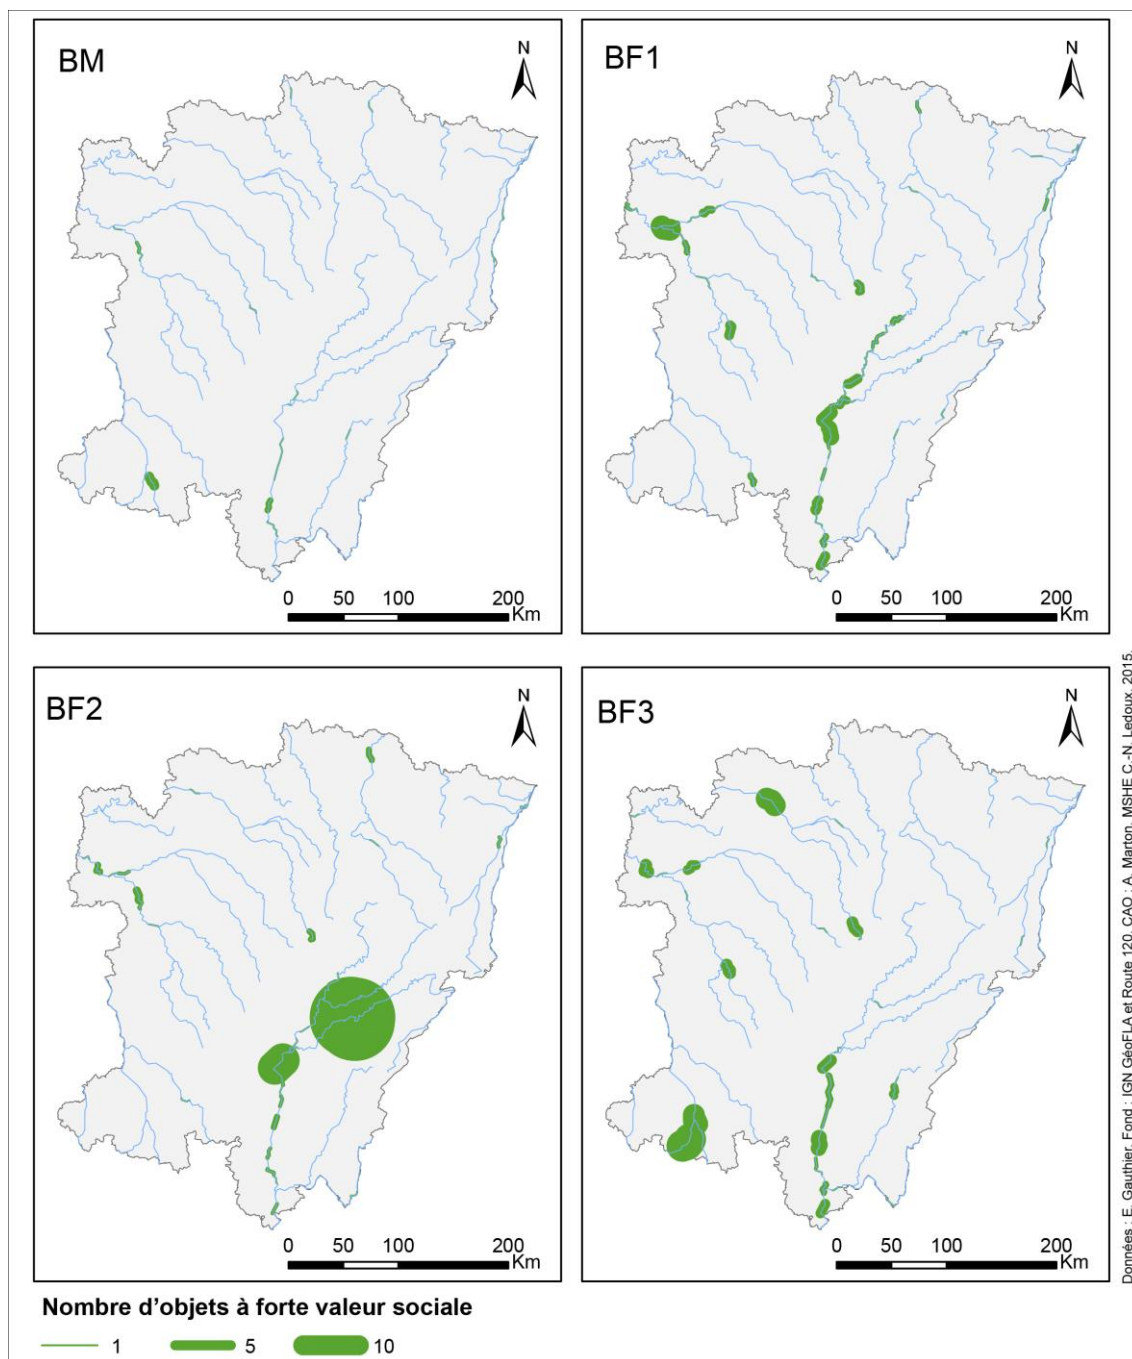 BM
N
0 50 100 200
Km
BF1
N
0 50 100 200
Km
BF2
N
0 50 100 200
Km
BF3
N
0 50 100 200
Km
Données : E. Gauthier. Fond : IGN GéoFLA et Route 120. CAO : A. Marton. MSHE C.-N. Ledoux. 2015.
Nombre d'objets à forte valeur sociale
1 5 10